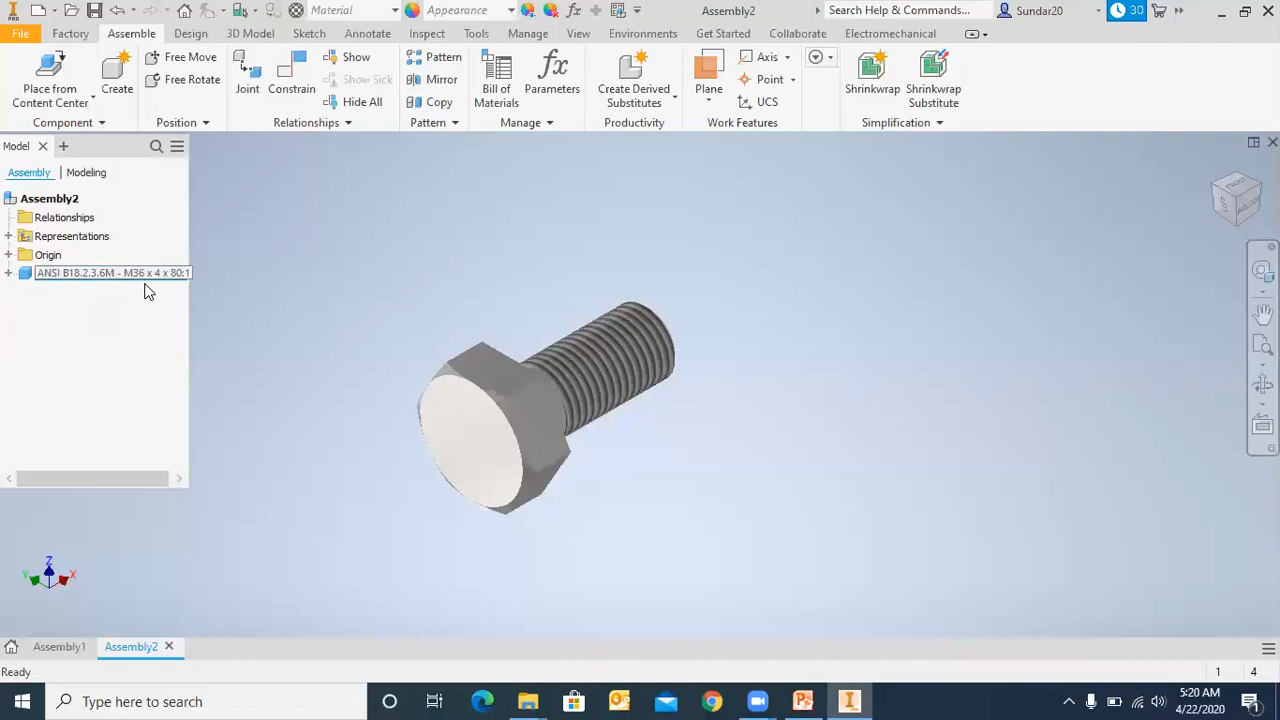 PRO
Material
Appearance
Assembly2
Search Help & Commands...
Sundar20
30
File
Factory
Assemble
Design
3D Model
Sketch
Annotate
Inspect
Tools
Manage
View
Environments
Get Started
Collaborate
Electromechanical
Place from
Content Center
Create
Free Move
Free Rotate
Joint
Constrain
Show
Show Sick
Hide All
Pattern
Mirror
Copy
Bill of
Materials
fx
Parameters
Create Derived
Substitutes
Plane
Axis
Point
UCS
Shrinkwrap
Shrinkwrap
Substitute
Component
Position
Relationships
Pattern
Manage
Productivity
Work Features
Simplification
Model
Assembly
Modeling
Assembly2
Relationships
Representations
Origin
ANSI B18.2.3.6M - M36 x 4 x 80:1
Z
Y
X
Assembly1
Assembly2
Ready
1
4
Type here to search
5:20 AM
4/22/2020